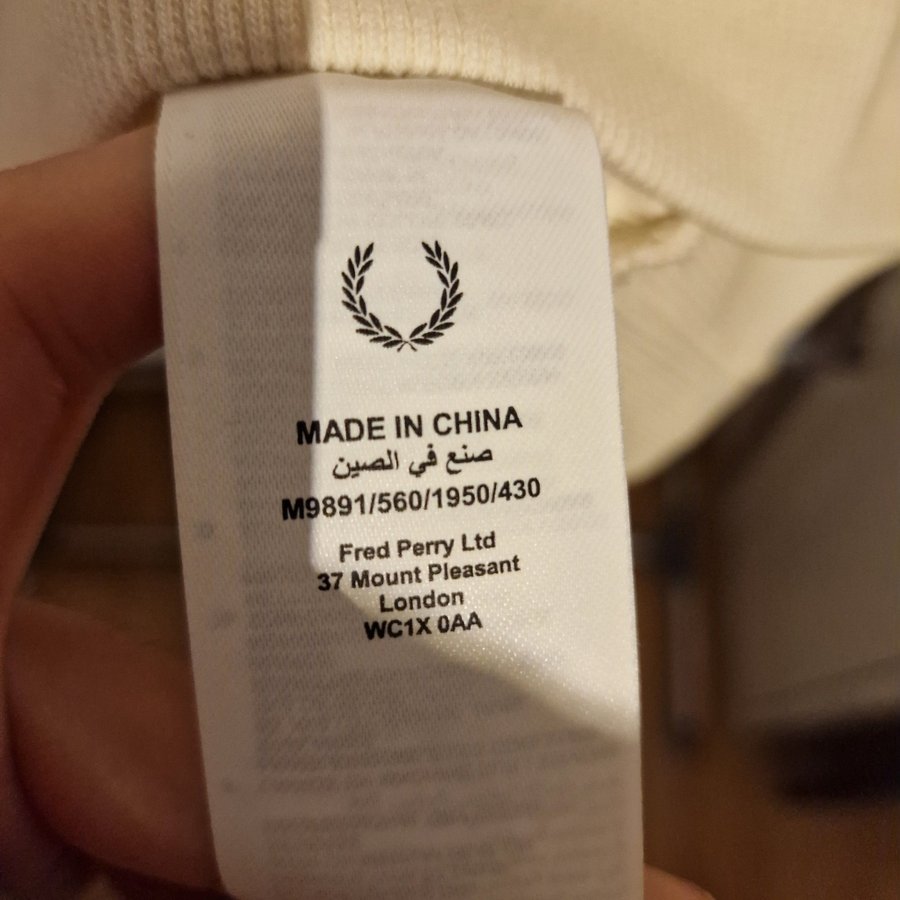 MADE IN CHINA
صنع في الصين
M9891/560/1950/430
Fred Perry Ltd
37 Mount Pleasant
London
WC1X 0AA